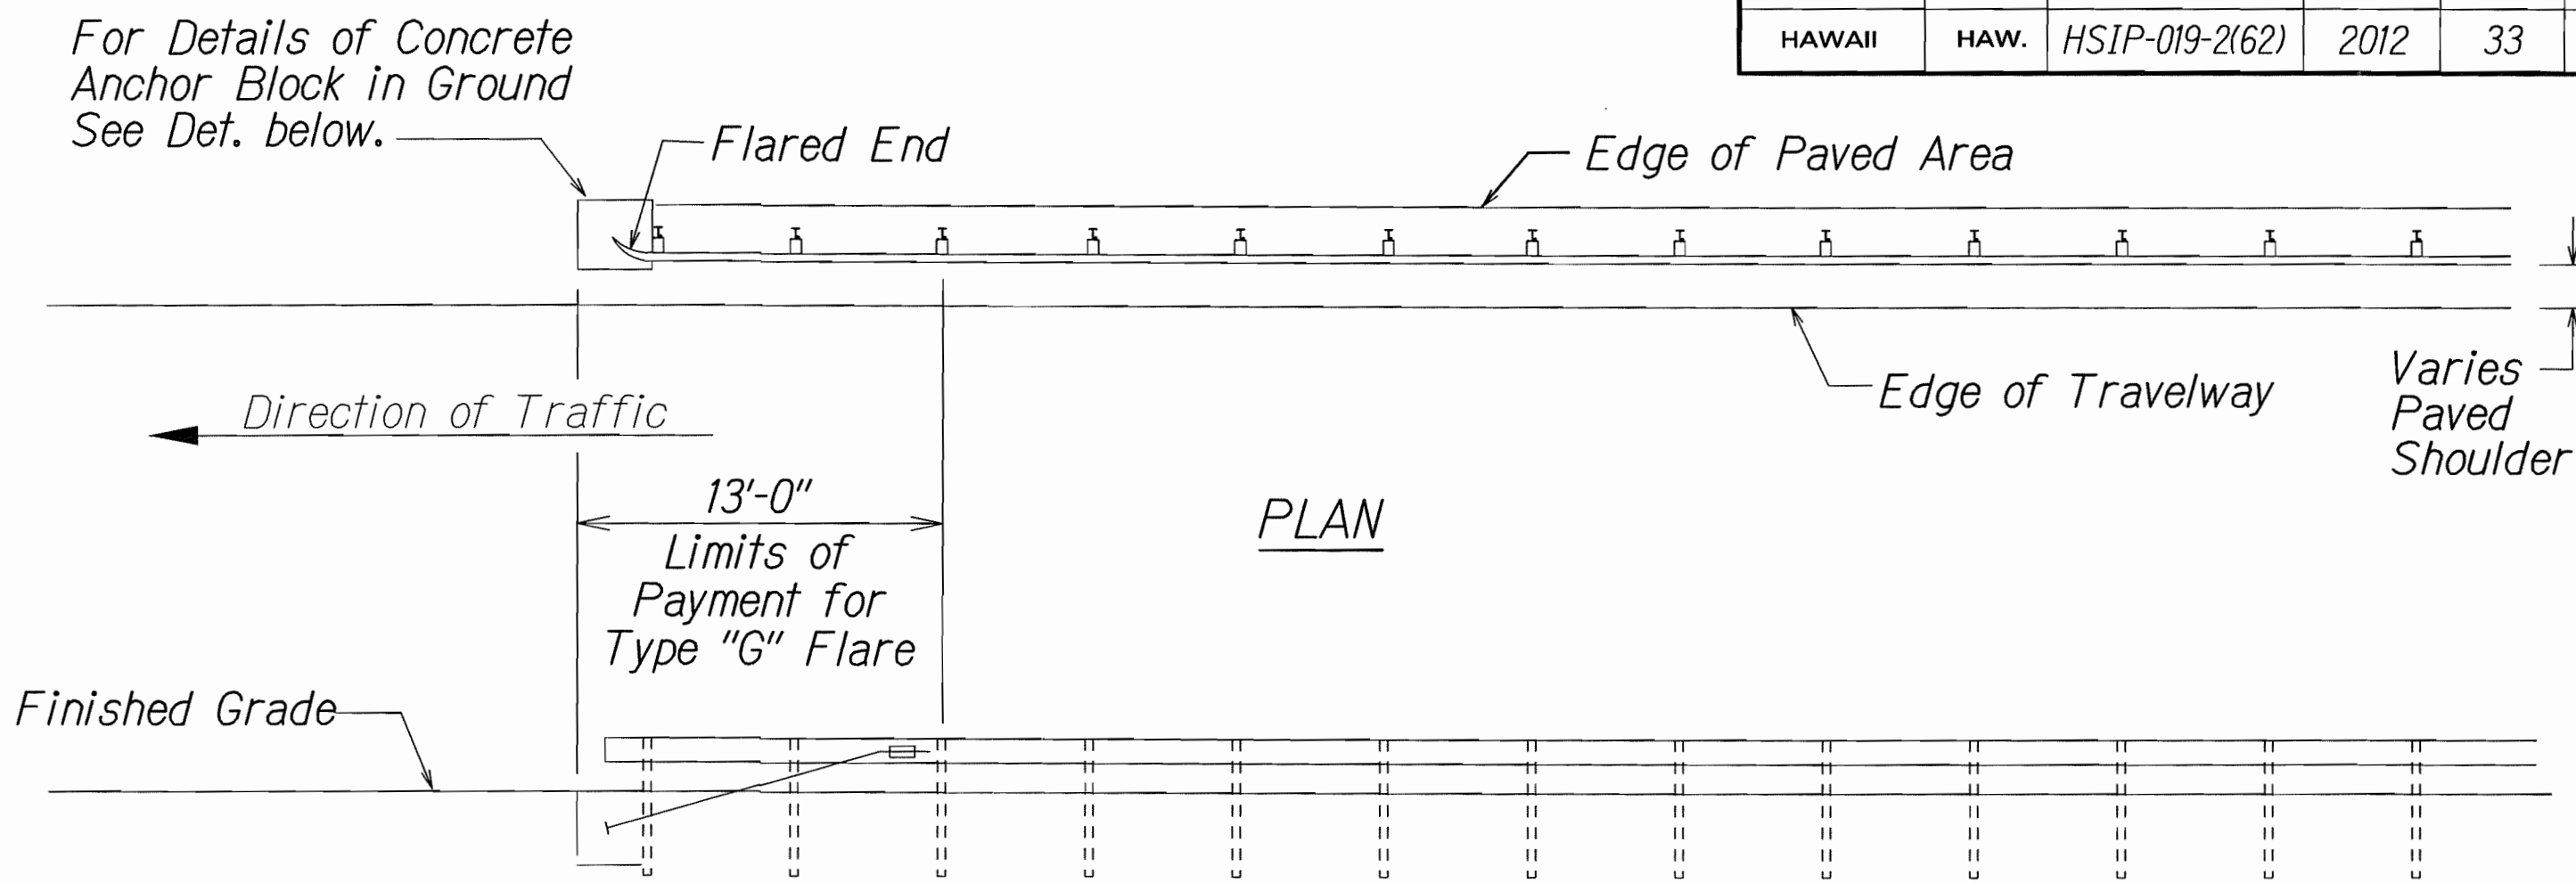 HAWAII HAW. HSIP-019-2(62) 2012 33
For Details of Concrete
Anchor Block in Ground
See Det. below.
Flared End
Edge of Paved Area
Edge of Travelway
Varies
Paved
Shoulder
Direction of Traffic
13'-0"
Limits of
Payment for
Type "G" Flare
PLAN
Finished Grade